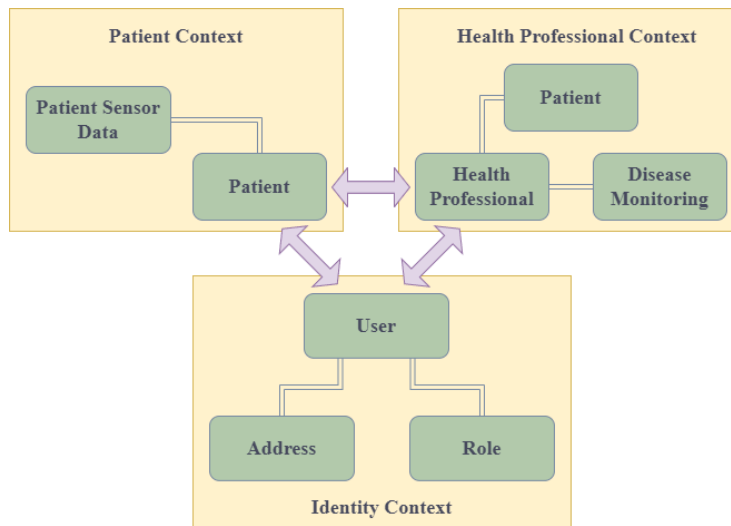 Patient Context
Patient Sensor
Data
Patient
Health Professional Context
Patient
Health
Professional
Disease
Monitoring
User
Address
Role
Identity Context